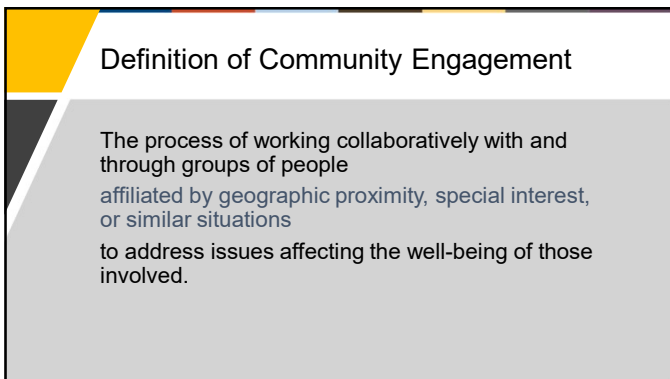 Definition of Community Engagement
The process of working collaboratively with and
through groups of people
affiliated by geographic proximity, special interest,
or similar situations
to address issues affecting the well-being of those
involved.